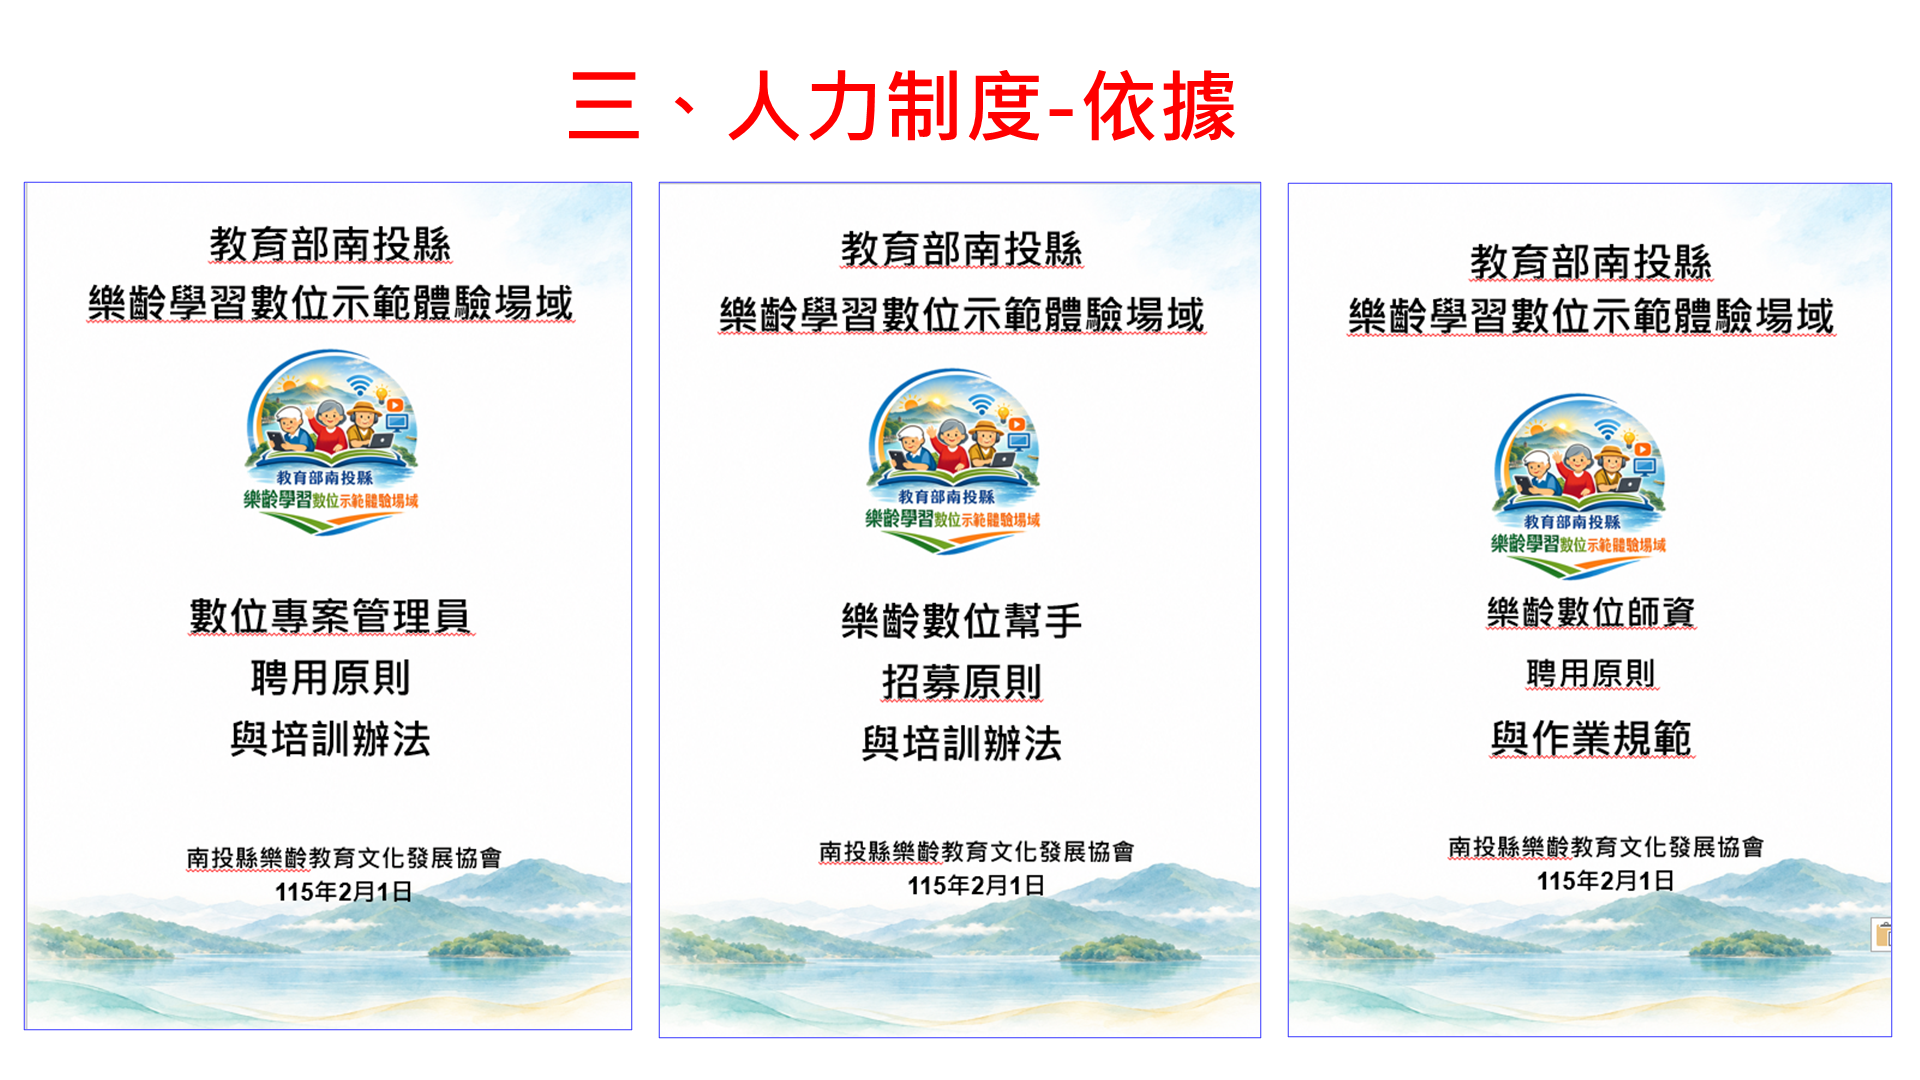 三、人力制度-依據
教育部南投縣
樂齡學習數位示範體驗場域
教育部南投縣
樂齡學習數位示範體驗場域
數位專案管理員
聘用原則
與培訓辦法
南投縣樂齡教育文化發展協會
115年2月1日
教育部南投縣
樂齡學習數位示範體驗場域
教育部南投縣
樂齡學習數位示範體驗場域
樂齡數位幫手
招募原則
與培訓辦法
南投縣樂齡教育文化發展協會
115年2月1日
教育部南投縣
樂齡學習數位示範體驗場域
教育部南投縣
樂齡學習數位示範體驗場域
樂齡數位師資
聘用原則
與作業規範
南投縣樂齡教育文化發展協會
115年2月1日